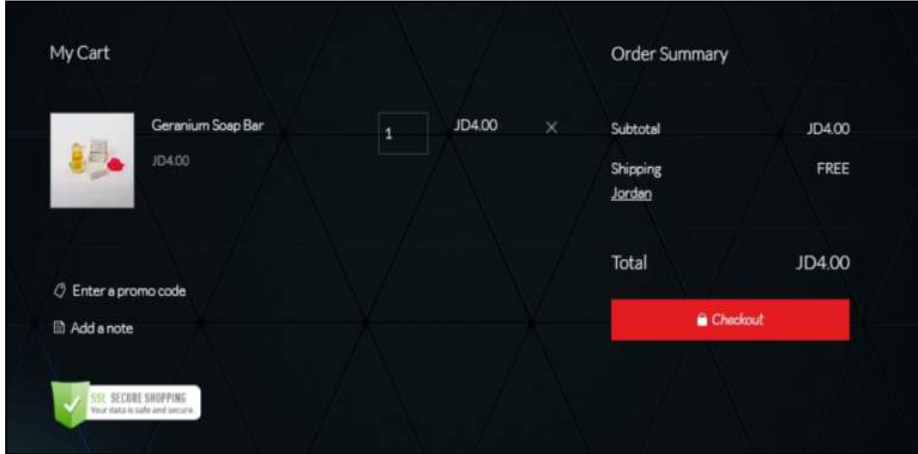 My Cart
Geranium Soap Bar
JD4.00
1
JD4.00
×
Enter a promo code
Add a note
SSL SECURE SHOPPING
Your data is safe and secure.
Order Summary
Subtotal JD4.00
Shipping FREE
Jordan
Total JD4.00
Checkout